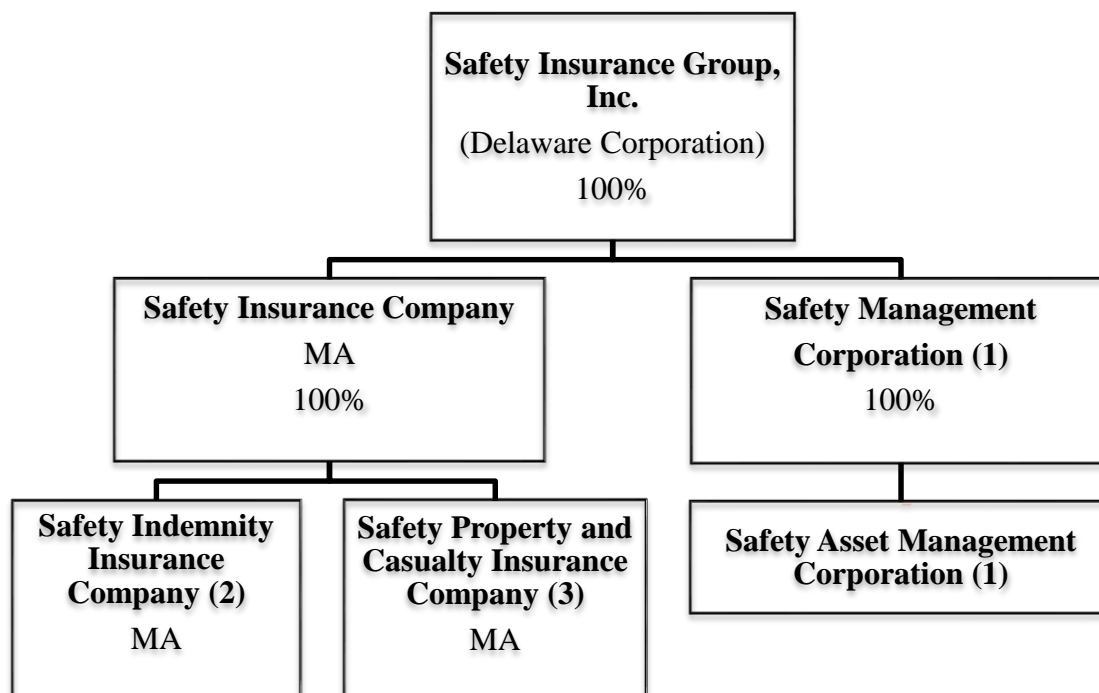 Safety Insurance Group,
Inc.
(Delaware Corporation)
100%
Safety Insurance Company
MA
100%
Safety Management
Corporation (1)
100%
Safety Indemnity
Insurance
Company (2)
MA
Safety Property and
Casualty Insurance
Company (3)
MA
Safety Asset Management
Corporation (1)